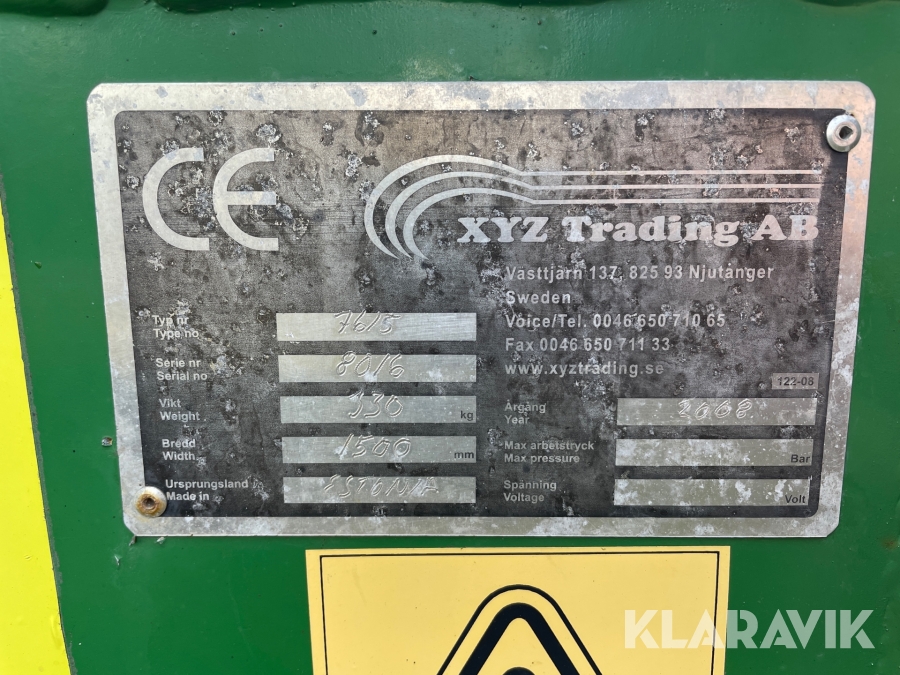 CE
XYZ Trading AB
Västtjärn 137, 825 93 Njutånger
Sweden
Voice/Tel. 0046 650 710 65
Fax 0046 650 711 33
www.xyztrading.se
122-08
Typ nr
Type no
7615
Serie nr
Serial no
8016
Vikt
Weight
330 kg
Bredd
Width
1500 mm
Ursprungsland
Made in
ESTONIA
Årgång
Year
2008
Max arbetstryck
Max pressure
Bar
Spänning
Voltage
Volt
KLARAVIK